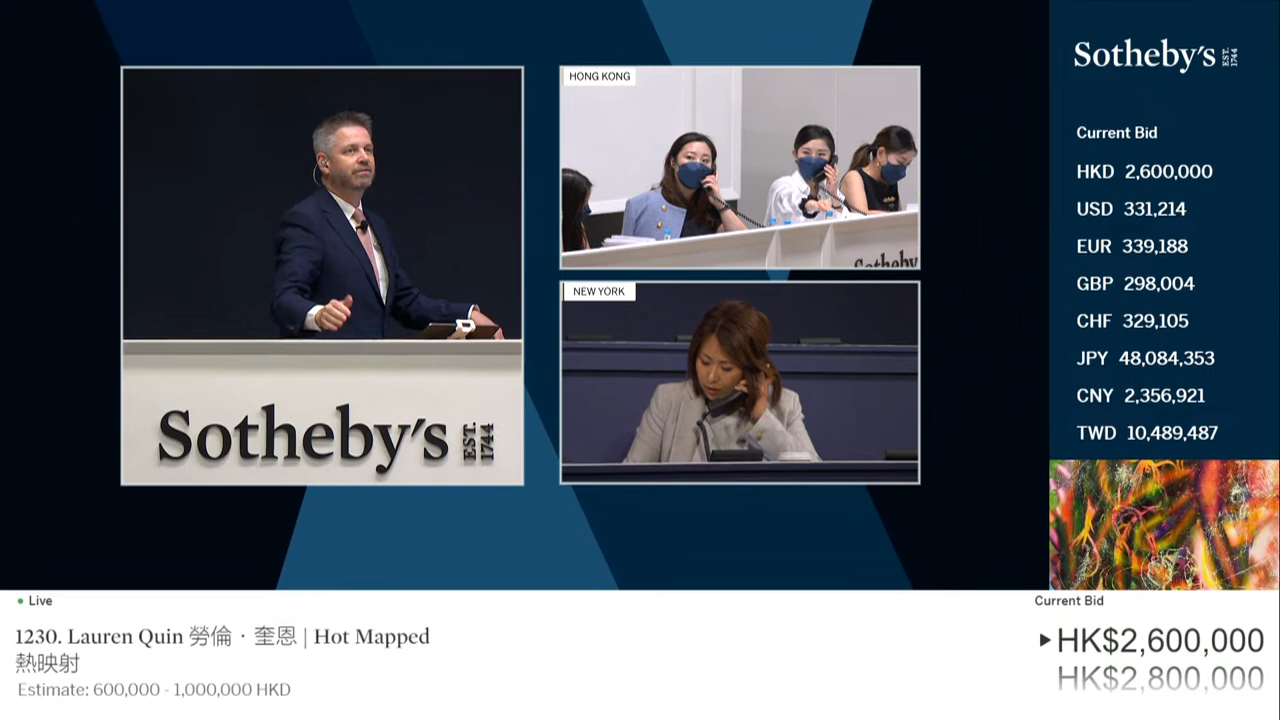 HONG KONG
Sotheby
NEW YORK
Sotheby's EST. 1744
Sotheby's EST. 1744
Current Bid
HKD 2,600,000
USD 331,214
EUR 339,188
GBP 298,004
CHF 329,105
JPY 48,084,353
CNY 2,356,921
TWD 10,489,487
Live
1230. Lauren Quin 勞倫·奎恩 | Hot Mapped
熱映射
Estimate: 600,000 - 1,000,000 HKD
Current Bid
HK$2,600,000
HK$2,800,000